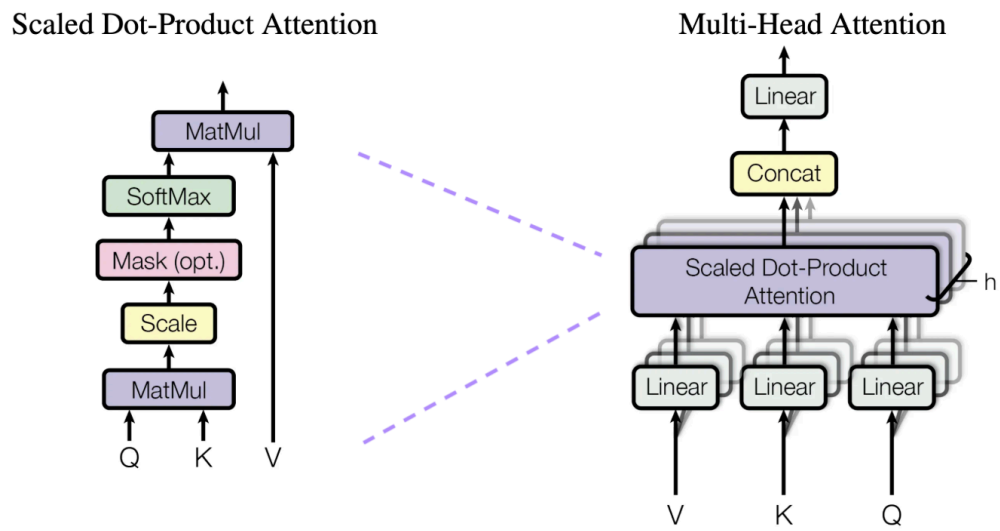 Scaled Dot-Product Attention
MatMul
SoftMax
Mask (opt.)
Scale
MatMul
Q K V
Multi-Head Attention
Linear
Concat
Scaled Dot-Product
Attention
h
Linear Linear Linear
V K Q